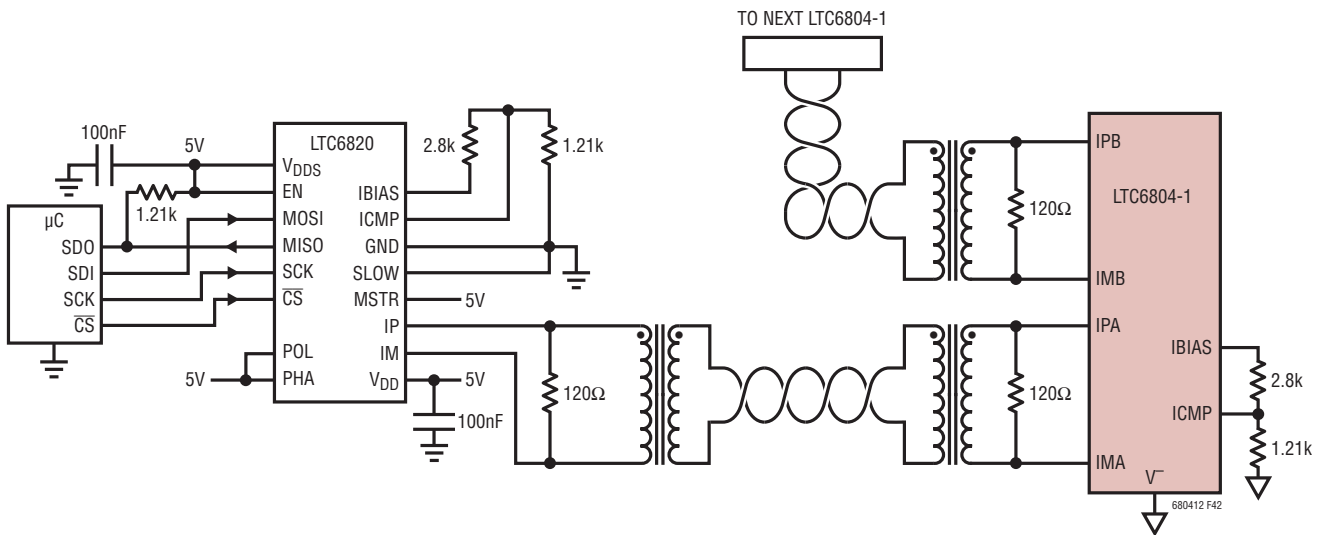 TO NEXT LTC6804-1
100nF
5V
1.21k
µC
SDO
SDI
SCK
CS
LTC6820
VDDS
EN
MOSI
MISO
SCK
CS
POL
PHA
5V
IBIAS
ICMP
GND
SLOW
MSTR
IP
IM
VDD
2.8k
1.21k
5V
5V
100nF
120Ω
120Ω
120Ω
IPB
LTC6804-1
IMB
IPA
IBIAS
ICMP
IMA
V–
2.8k
1.21k
680412 F42